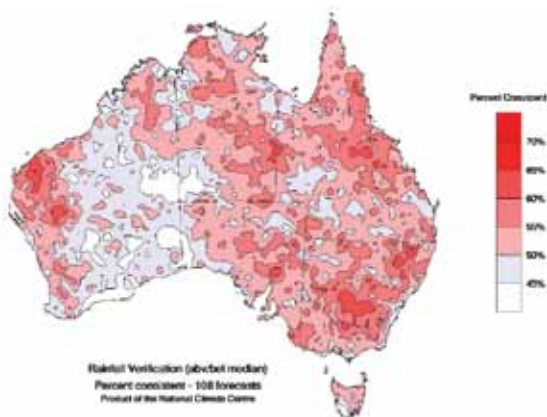 Percent Consistent
70%
65%
60%
55%
50%
45%
Rainfall Verification (abv/bel median)
Percent consistent - 108 forecasts
Product of the National Climate Centre